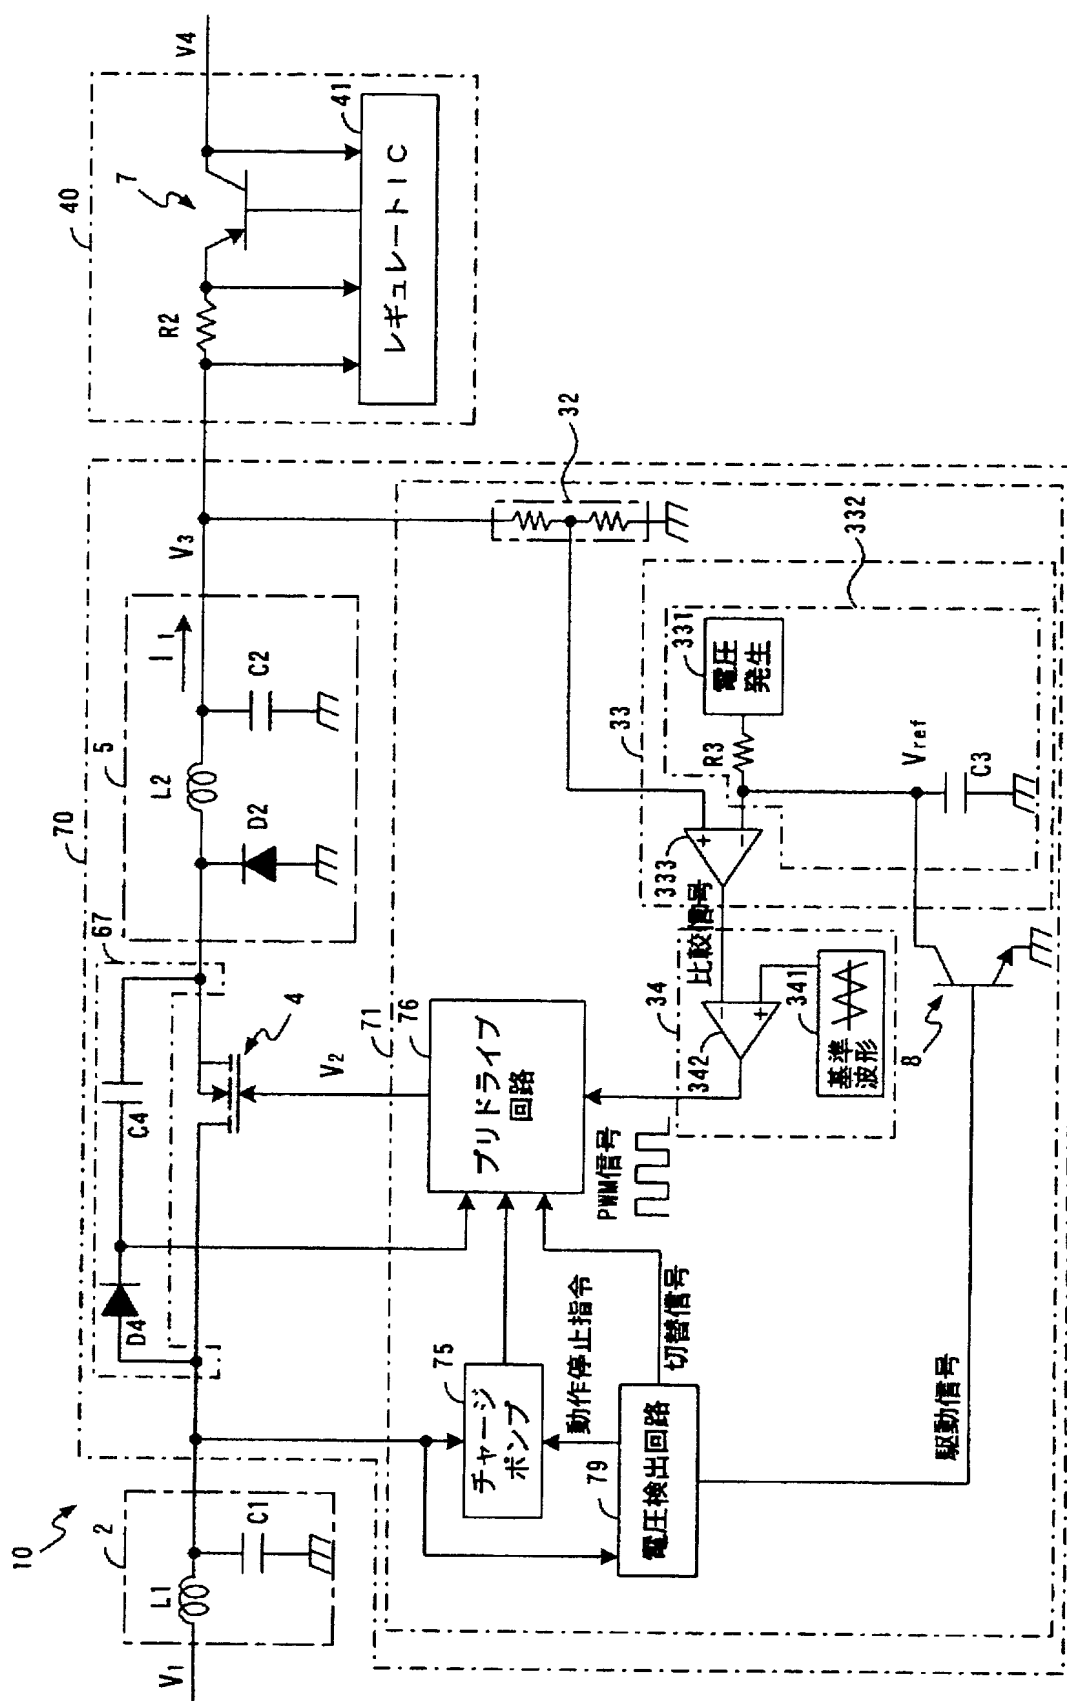 10
V1
L1
2
C1
70
D4
C4
67
4
V2
5
L2
D2
C2
I1
V3
40
R2
7
V4
レギュレートIC
41
71
チャージ
ポンプ
75
動作停止指令
電圧検出回路
79
切替信号
プリドライブ
回路
76
PWM信号
34
342
341
基準
波形
比較信号
33
333
R3
電圧
発生
331
332
32
Vref
C3
8
駆動信号
+
-
-
+